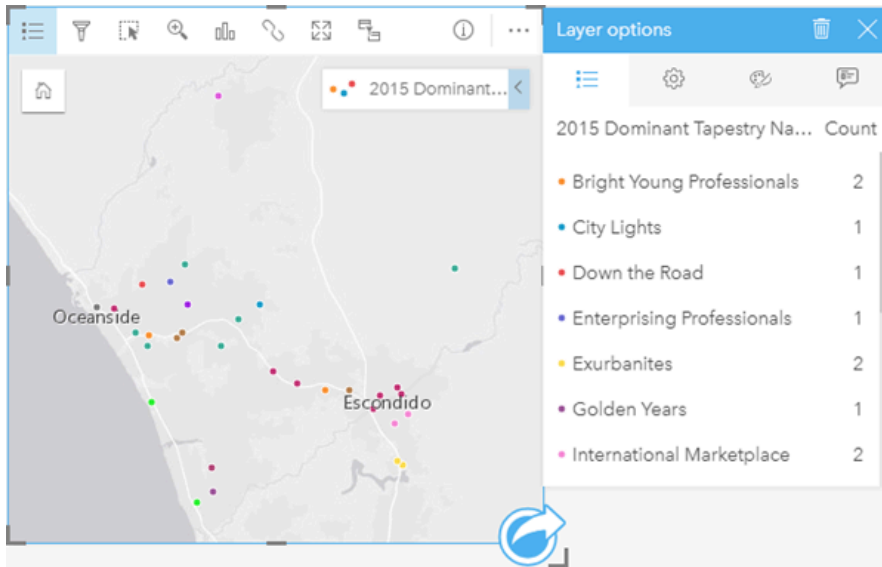 2015 Dominant...
Oceanside
Escondido
Layer options
2015 Dominant Tapestry Na... Count
Bright Young Professionals 2
City Lights 1
Down the Road 1
Enterprising Professionals 1
Exurbanites 2
Golden Years 1
International Marketplace 2